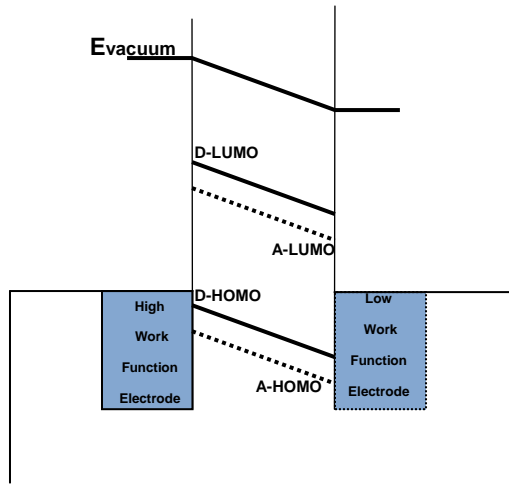 Evacuum
D-LUMO
A-LUMO
D-HOMO
High
Work
Function
Electrode
Low
Work
Function
Electrode
A-HOMO